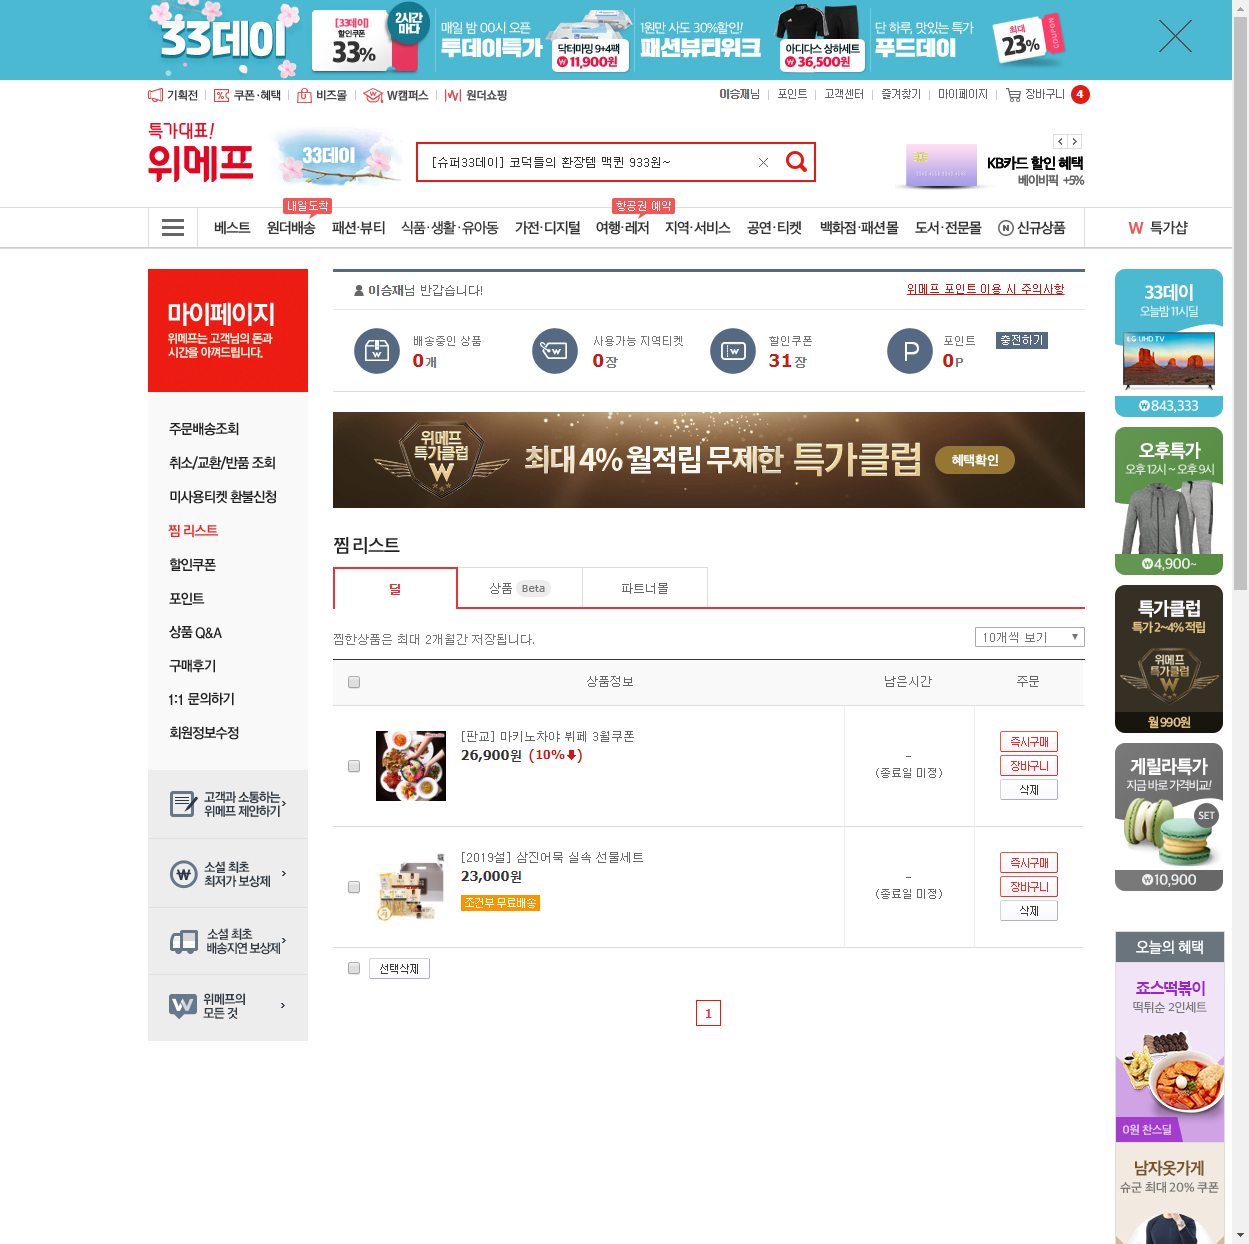 33데이
[33데이]
할인쿠폰
33%
2시간
마다
매일 밤 00시 오픈
투데이특가
닥터마밍 9+4팩
₩11,900원
1원만 사도 30%할인!
패션뷰티위크
아디다스 상하세트
₩36,500원
단 하루, 맛있는 특가
푸드데이
최대
23%
COUPON
기획전
쿠폰·혜택
비즈몰
W캠퍼스
원더쇼핑
이승재님
포인트
고객센터
즐겨찾기
마이페이지
장바구니 4
특가대표!
위메프
33데이
[슈퍼33데이] 코덕들의 환장템 맥퀸 933원~
KB카드 할인 혜택
베이비픽 +5%
내일도착
항공권 예약
베스트
원더배송
패션·뷰티
식품·생활·유아동
가전·디지털
여행·레저
지역·서비스
공연·티켓
백화점·패션몰
도서·전문몰
N 신규상품
W 특가샵
마이페이지
위메프는 고객님의 돈과
시간을 아껴드립니다.
주문배송조회
취소/교환/반품 조회
미사용티켓 환불신청
찜 리스트
할인쿠폰
포인트
상품 Q&A
구매후기
1:1 문의하기
회원정보수정
고객과 소통하는
위메프 제안하기
소셜 최초
최저가 보상제
소셜 최초
배송지연 보상제
위메프의
모든 것
이승재님 반갑습니다!
위메프 포인트 이용 시 주의사항
배송중인 상품
0개
사용가능 지역티켓
0장
할인쿠폰
31장
P
포인트
0P
충전하기
위메프
특가클럽
W
최대 4% 월적립 무제한 특가클럽
혜택확인
찜 리스트
딜
상품 Beta
파트너몰
찜한상품은 최대 2개월간 저장됩니다.
10개씩 보기
상품정보
남은시간
주문
[판교] 마키노차야 뷔페 3월쿠폰
26,900원 (10%⬇)
-
(종료일 미정)
즉시구매
장바구니
삭제
[2019설] 삼진어묵 실속 선물세트
23,000원
조건부 무료배송
-
(종료일 미정)
즉시구매
장바구니
삭제
선택삭제
1
33데이
오늘밤 11시딜
LG UHD TV
₩843,333
오후특가
오후 12시 ~ 오후 9시
₩4,900~
특가클럽
특가 2~4% 적립
위메프
특가클럽
W
월 990원
게릴라특가
지금 바로 가격비교!
SET
₩10,900
오늘의 혜택
죠스떡볶이
떡튀순 2인세트
0원 찬스딜
남자옷가게
슈군 최대 20% 쿠폰